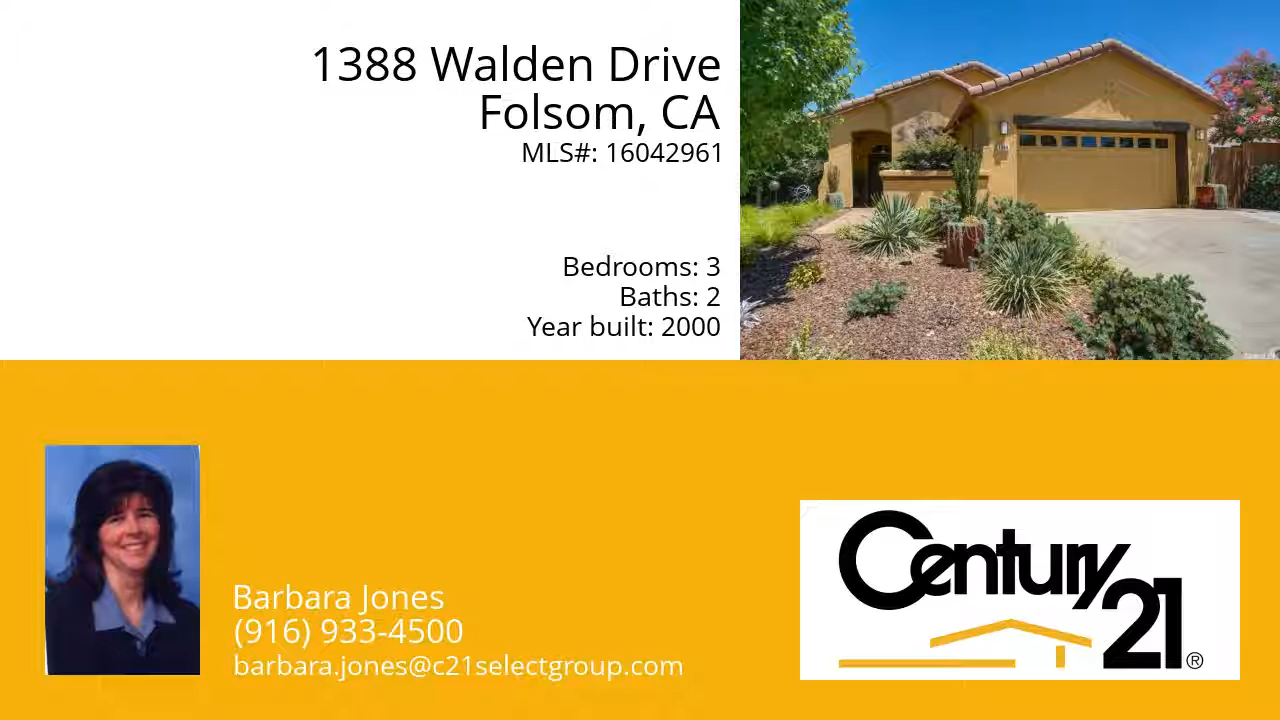 1388 Walden Drive
Folsom, CA
MLS#: 16042961
Bedrooms: 3
Baths: 2
Year built: 2000
Barbara Jones
(916) 933-4500
barbara.jones@c21selectgroup.com
Century
21®